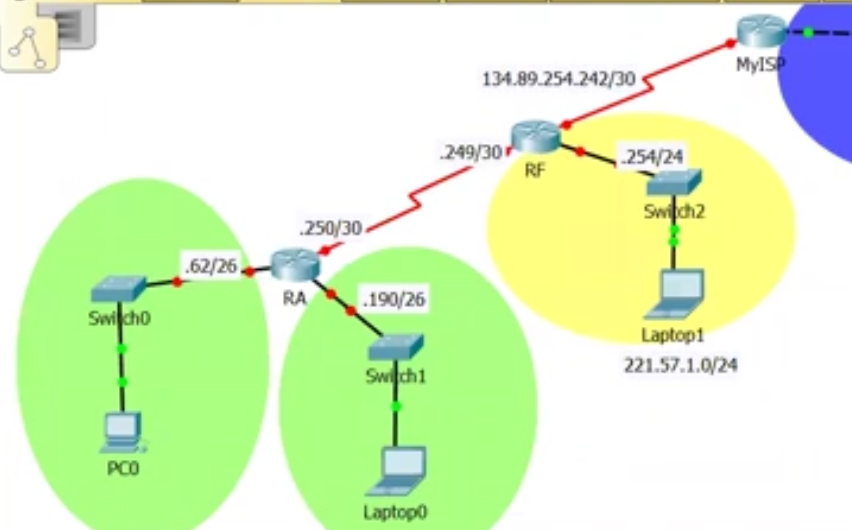 134.89.254.242/30
MyISP
.249/30
RF
.254/24
Switch2
.250/30
.62/26
RA
.190/26
Switch0
Switch1
Laptop1
221.57.1.0/24
PC0
Laptop0